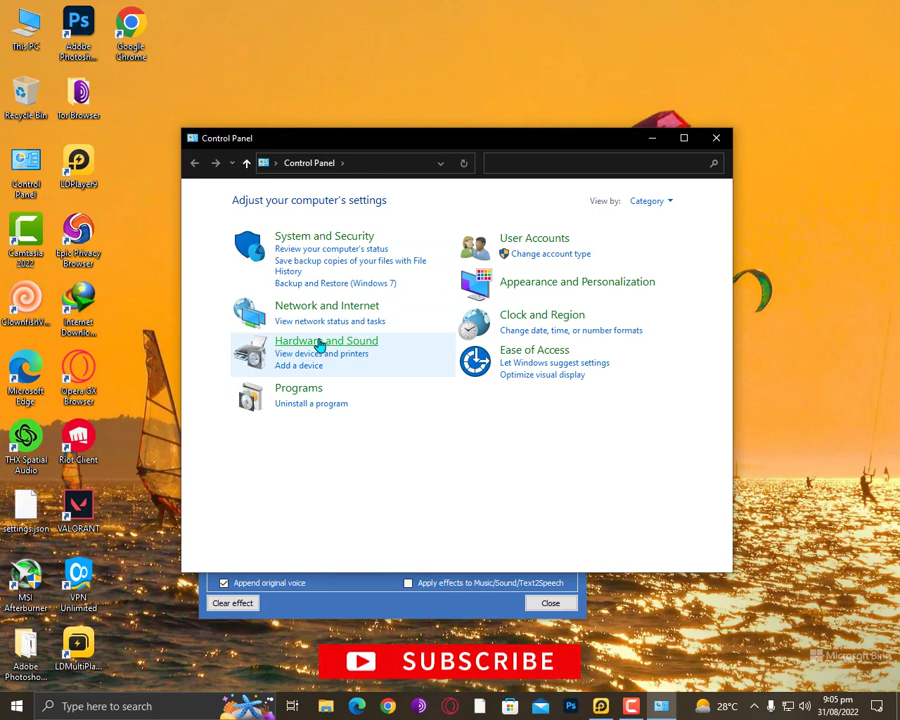 This PC
Adobe
Photosh...
Google
Chrome
Recycle Bin
Tor Browser
Control
Panel
LDPlayer9
Camtasia
2022
Epic Privacy
Browser
ClownfishV...
Internet
Downlo...
Microsoft
Edge
Opera GX
Browser
THX Spatial
Audio
Riot Client
settings.json
VALORANT
MSI
Afterburner
VPN
Unlimited
Adobe
Photosho...
LDMultiPla...
Control Panel
Control Panel
Adjust your computer's settings
View by: Category
System and Security
Review your computer's status
Save backup copies of your files with File
History
Backup and Restore (Windows 7)
Network and Internet
View network status and tasks
Hardware and Sound
View devices and printers
Add a device
Programs
Uninstall a program
User Accounts
Change account type
Appearance and Personalization
Clock and Region
Change date, time, or number formats
Ease of Access
Let Windows suggest settings
Optimize visual display
Append original voice
Apply effects to Music/Sound/Text2Speech
Clear effect
Close
SUBSCRIBE
Microsoft Bing
Type here to search
Ps
28°C
9:05 pm
31/08/2022